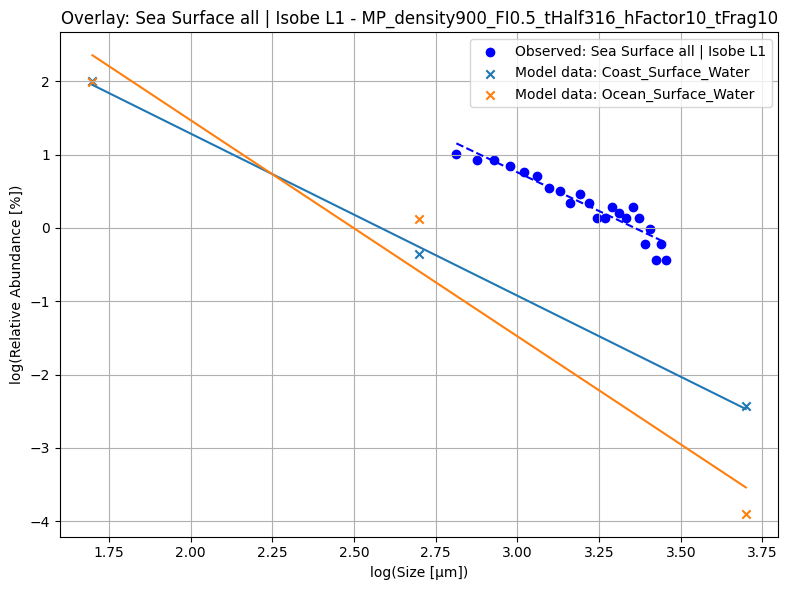 Overlay: Sea Surface all | Isobe L1 - MP_density900_FI0.5_tHalf316_hFactor10_tFrag10
Observed: Sea Surface all | Isobe L1
Model data: Coast_Surface_Water
Model data: Ocean_Surface_Water
log(Relative Abundance [%])
2
1
0
−1
−2
−3
−4
1.75 2.00 2.25 2.50 2.75 3.00 3.25 3.50 3.75
log(Size [μm])